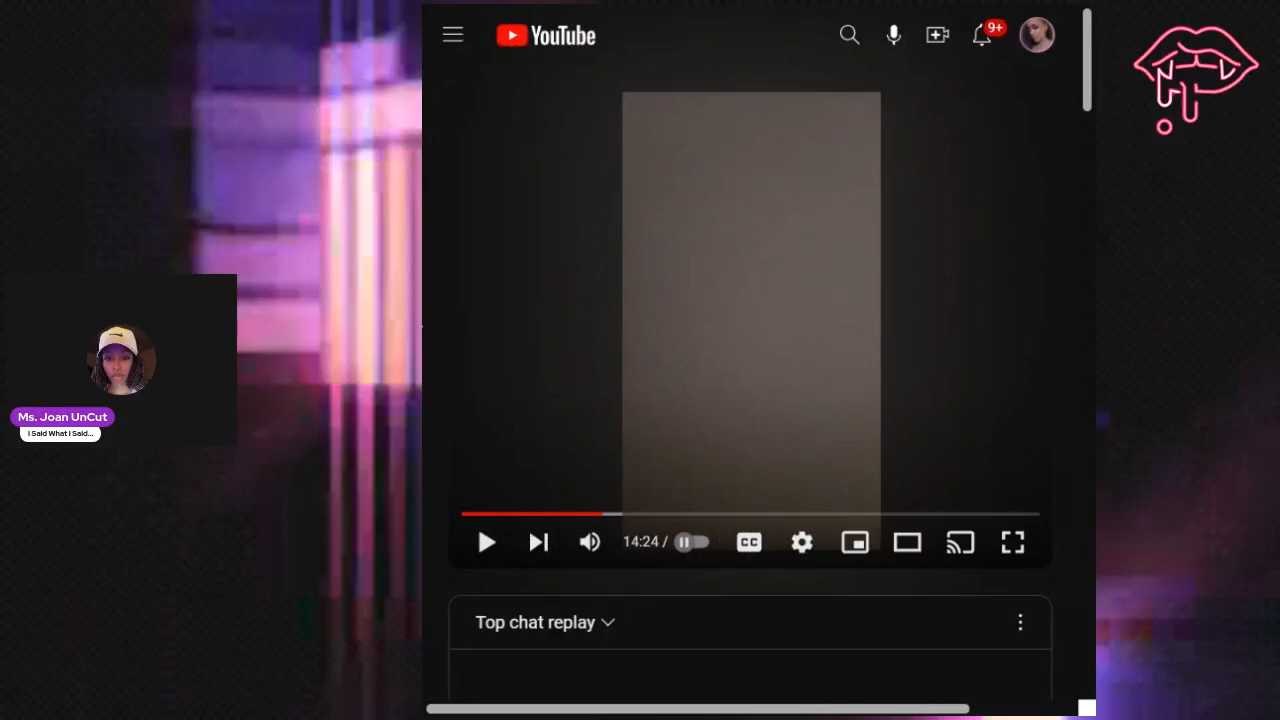 YouTube
9+
14:24 /
CC
Top chat replay
Ms. Joan UnCut
I Said What I Said...